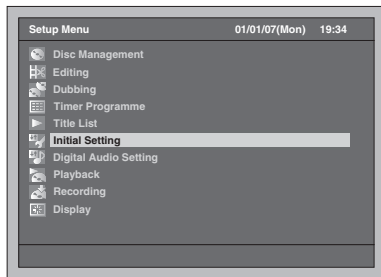 Setup Menu 01/01/07(Mon) 19:34
Disc Management
Editing
Dubbing
Timer Programme
Title List
Initial Setting
Digital Audio Setting
Playback
Recording
Display